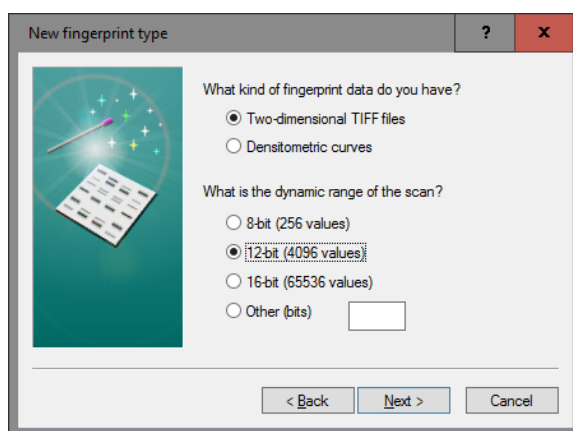 New fingerprint type
?
x
What kind of fingerprint data do you have?
Two-dimensional TIFF files
Densitometric curves
What is the dynamic range of the scan?
8-bit (256 values)
12-bit (4096 values)
16-bit (65536 values)
Other (bits)
< Back
Next >
Cancel